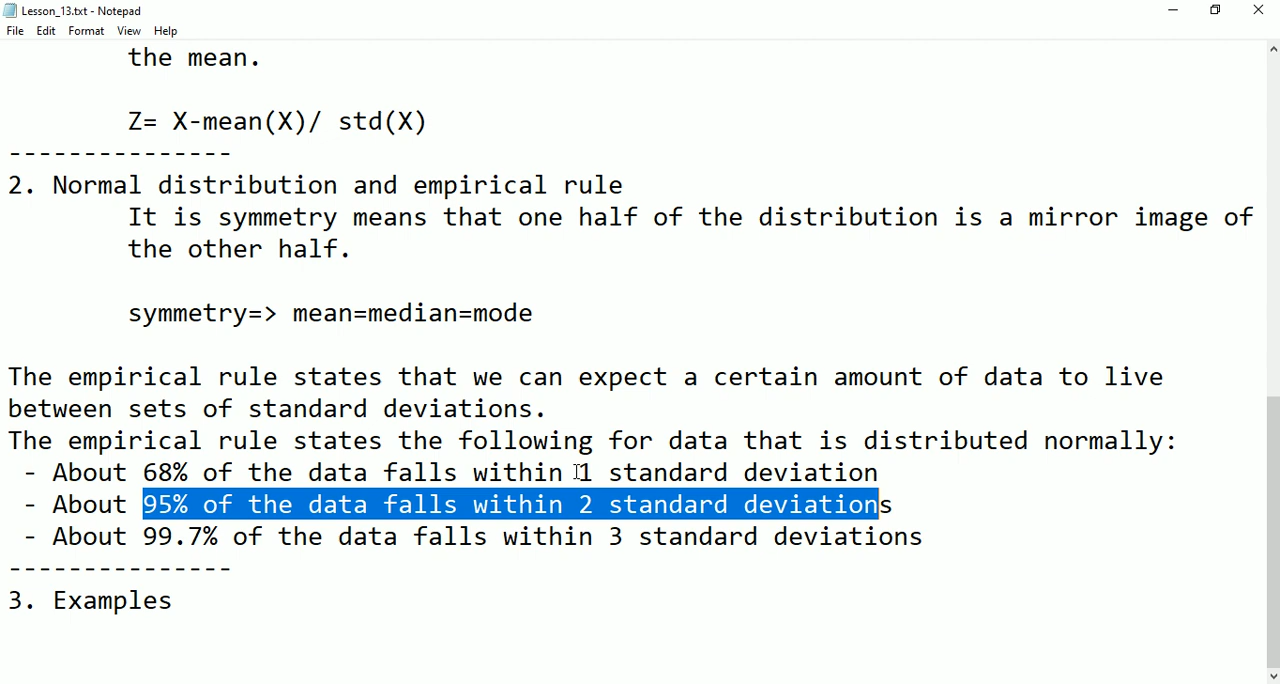 Lesson_13.txt - Notepad
File Edit Format View Help
the mean.
Z= X-mean(X)/ std(X)
---------------
2. Normal distribution and empirical rule
It is symmetry means that one half of the distribution is a mirror image of
the other half.
symmetry=> mean=median=mode
The empirical rule states that we can expect a certain amount of data to live
between sets of standard deviations.
The empirical rule states the following for data that is distributed normally:
- About 68% of the data falls within 1 standard deviation
- About 95% of the data falls within 2 standard deviations
- About 99.7% of the data falls within 3 standard deviations
---------------
3. Examples